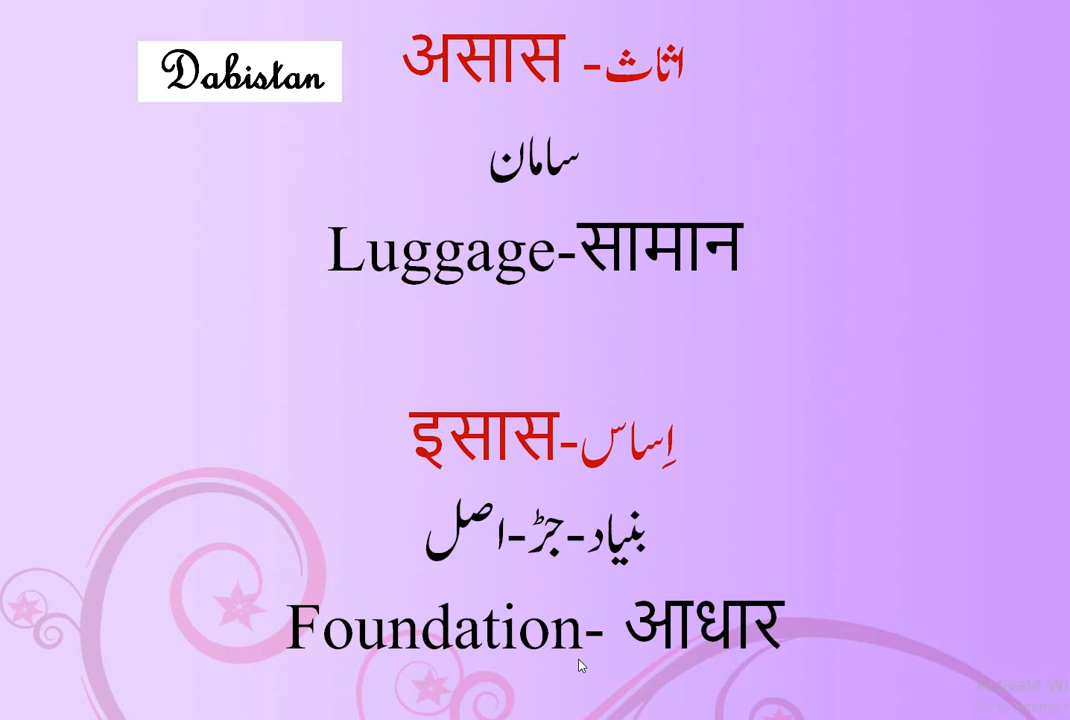 Dabistan
असास -اثاث
سامان
Luggage-सामान
इसास-اِساس
بنیاد-جڑ-اصل
Foundation- आधार